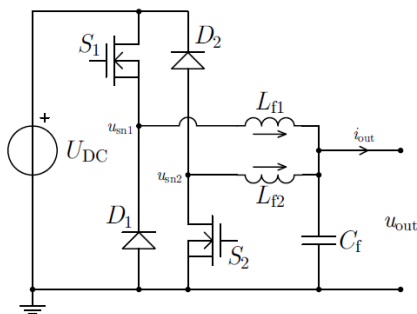 S1
D2
+
UDC
usn1
Lf1
iout
usn2
Lf2
D1
S2
Cf
uout